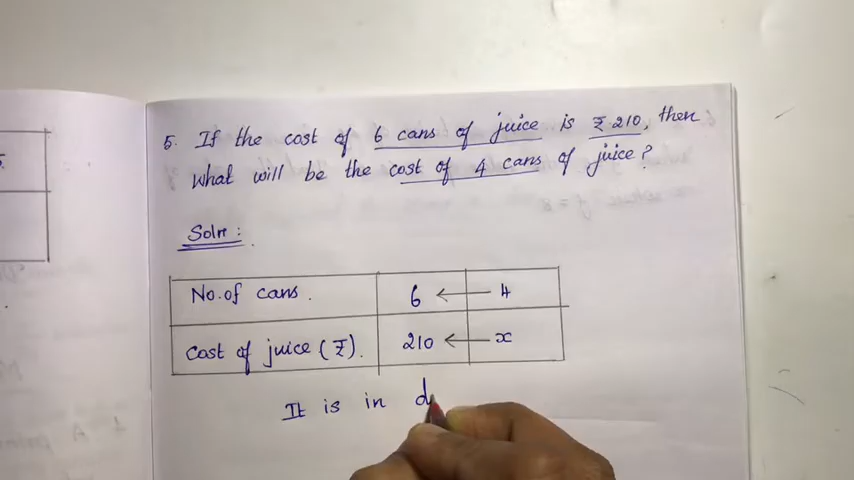 5. If the cost of 6 cans of juice is ₹ 210, then
what will be the cost of 4 cans of juice?
Soln :
No. of cans. 6 ← 4
Cost of juice (₹). 210 ← x
It is in d